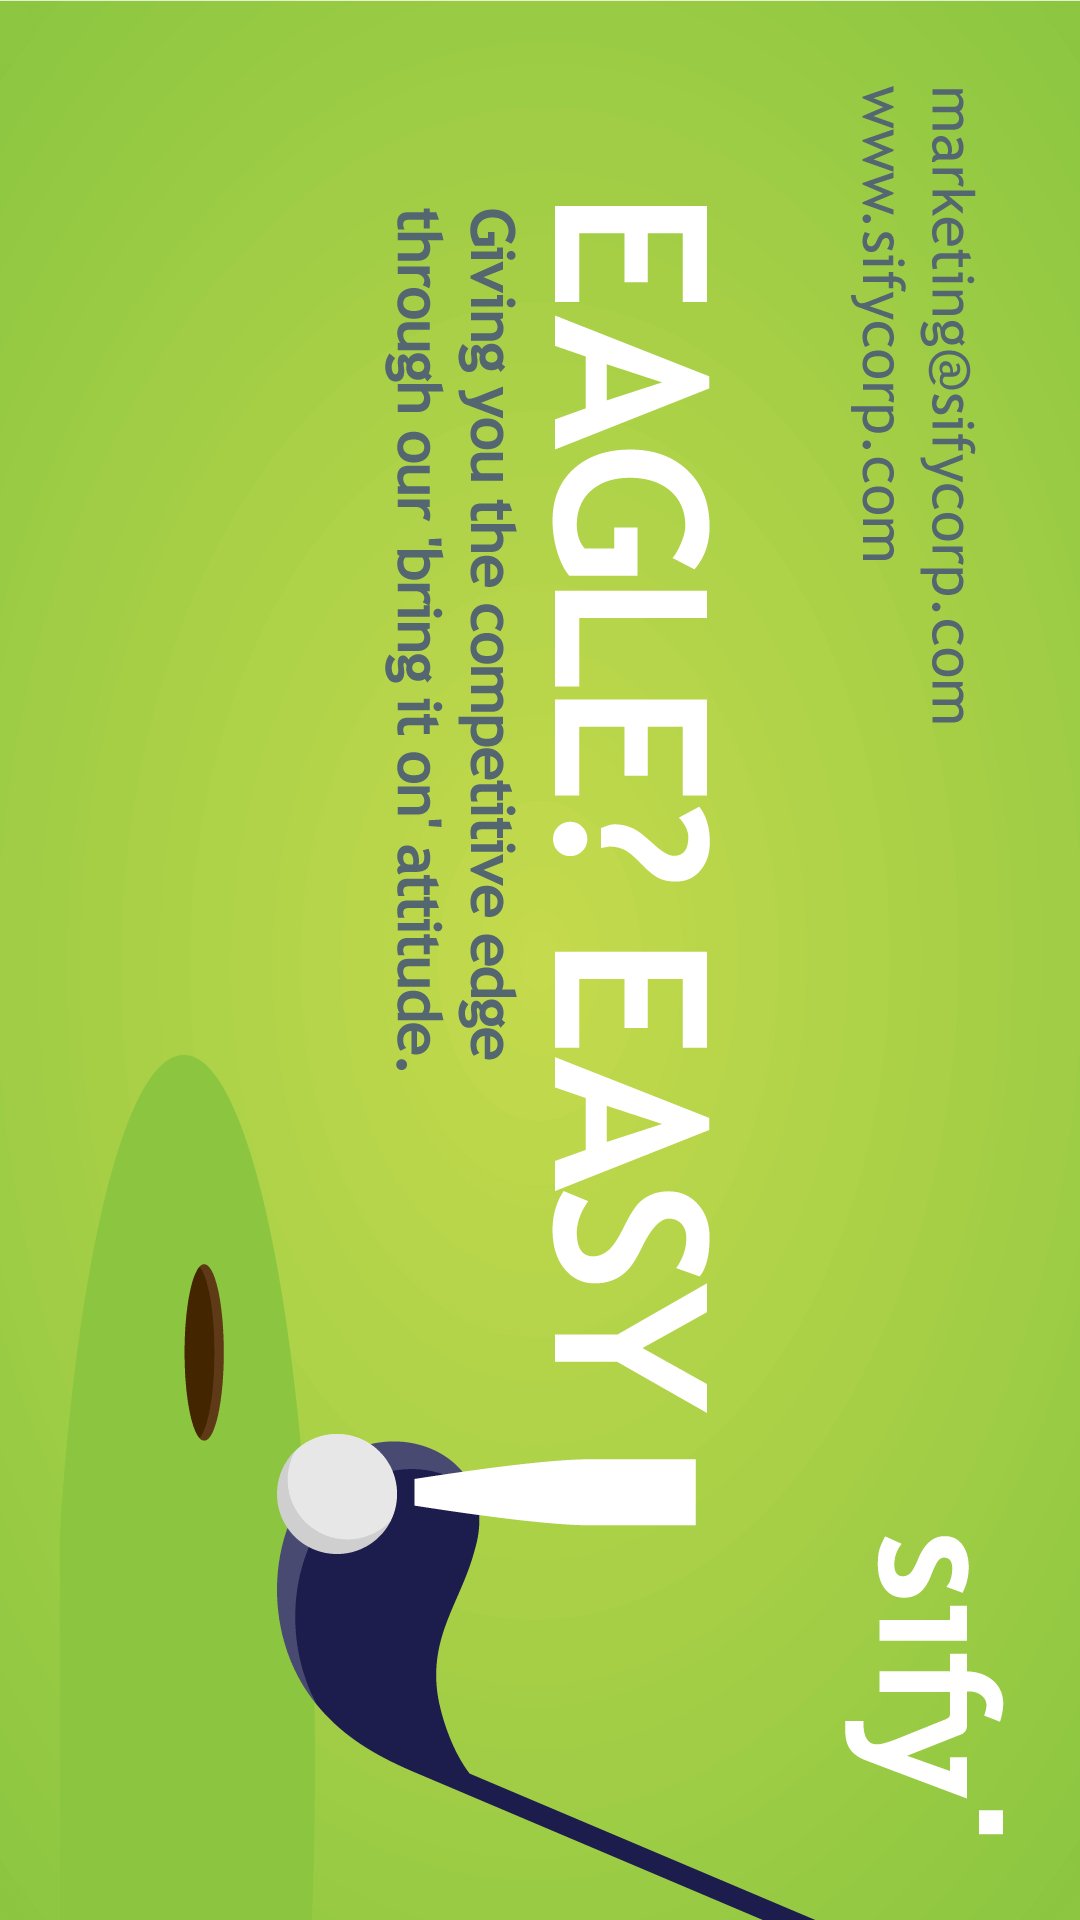 marketing@sifycorp.com
www.sifycorp.com
sify
EAGLE? EASY!
Giving you the competitive edge
through our 'bring it on' attitude.